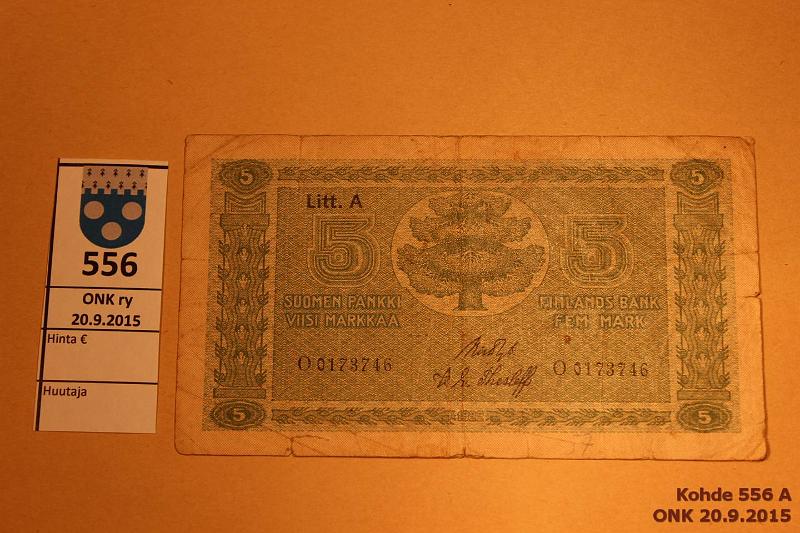 556
ONK ry
20.9.2015
Hinta €
Huutaja
5
5
Litt. A
5
5
SUOMEN PANKKI
VIISI MARKKAA
FINLANDS BANK
FEM MARK
O 0173746
O 0173746
5
5
57
Kohde 556 A
ONK 20.9.2015